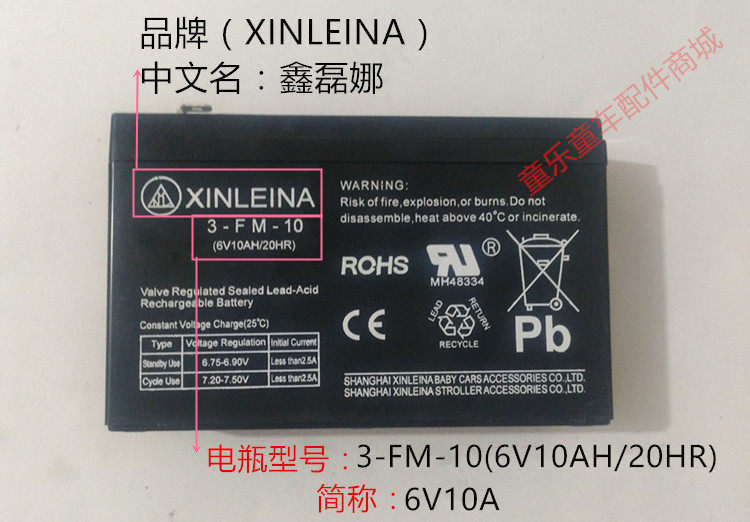 品牌（XINLEINA）
中文名：鑫磊娜
童乐童车配件商城
XINLEINA
3-FM-10
(6V10AH/20HR)
Valve Regulated Sealed Lead-Acid
Rechargeable Battery
Constant Voltage Charge(25℃)
Type Voltage Regulation Initial Current
Standby Use 6.75-6.90V Less than2.5A
Cycle Use 7.20-7.50V Less than2.5A
WARNING:
Risk of fire,explosion,or burns.Do not
disassemble,heat above 40℃ or incinerate.
ROHS
®
MH48334
CE
LEAD RETURN
RECYCLE
Pb
SHANGHAI XINLEINA BABY CARS ACCESSORIES CO.,LTD.
SHANGHAI XINLEINA STROLLER ACCESSORIES CO.,LTD.
电瓶型号：3-FM-10(6V10AH/20HR)
简称：6V10A